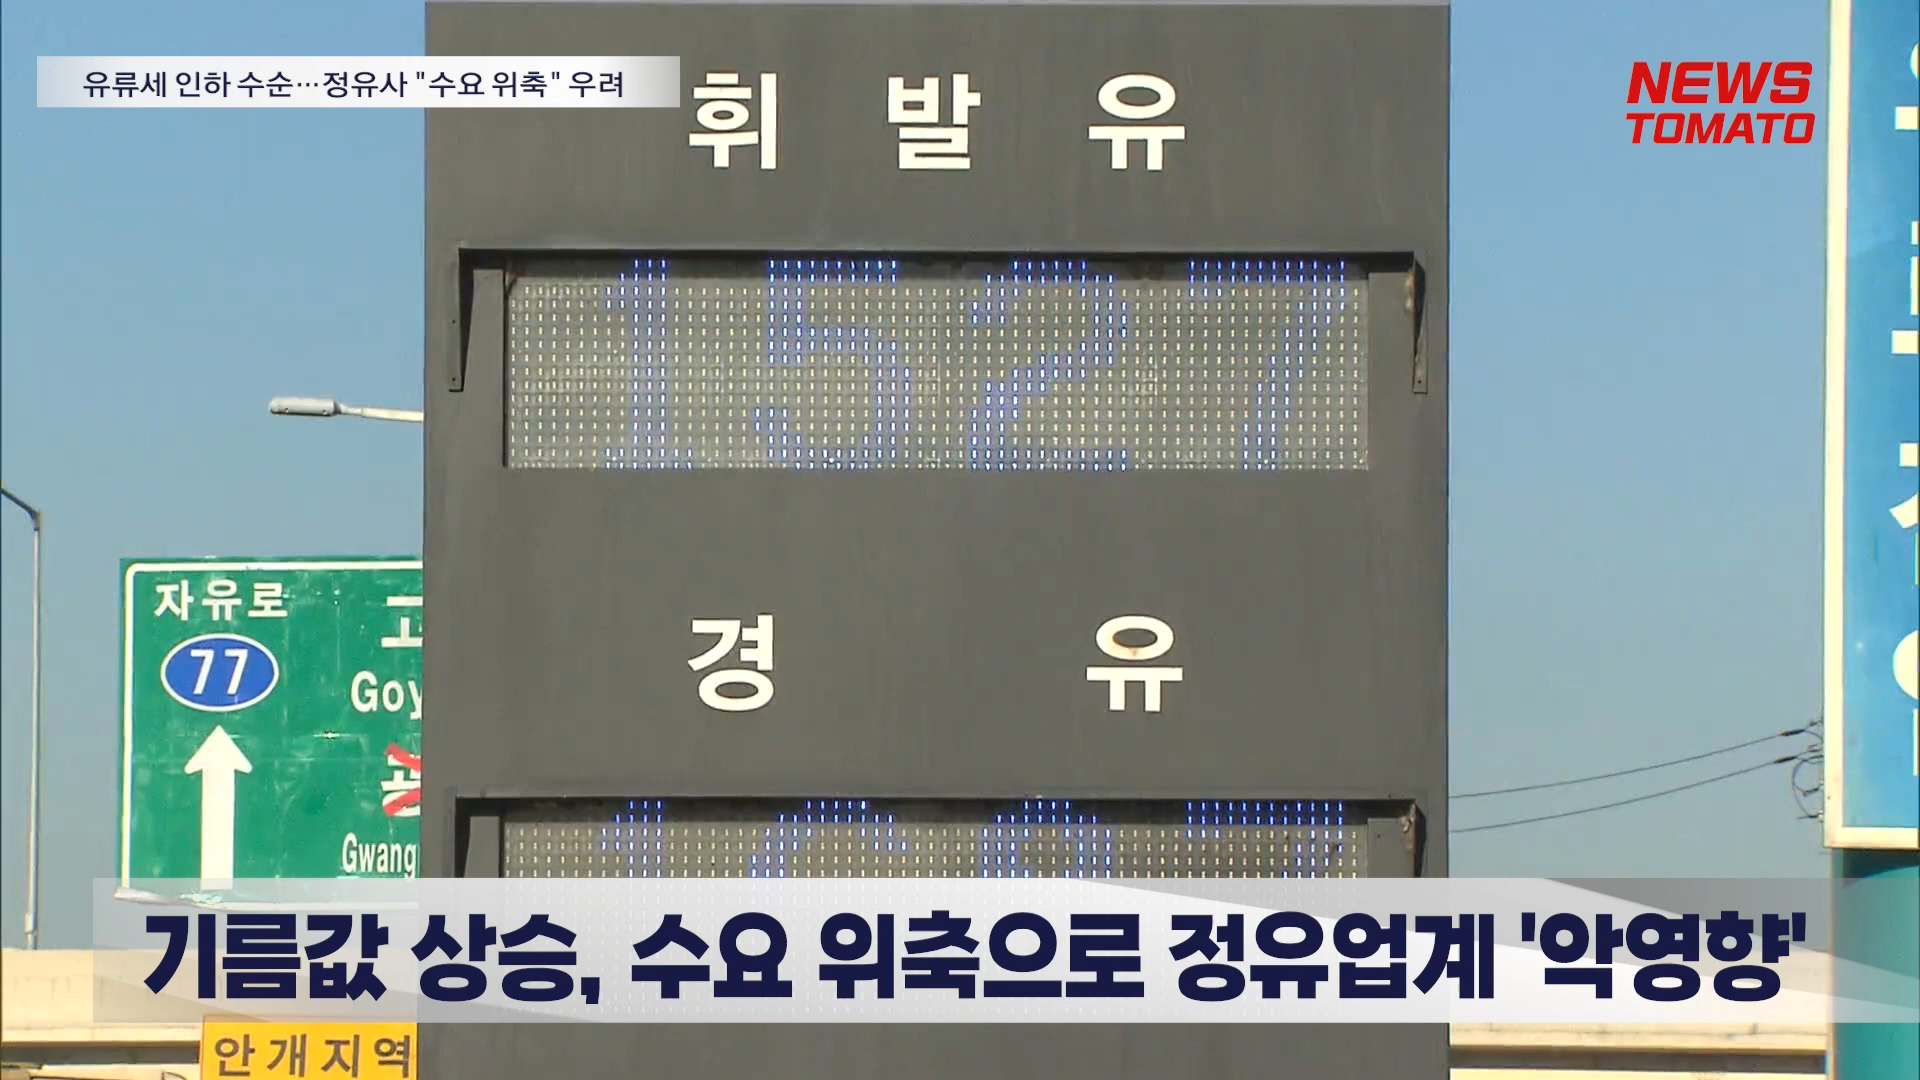 유류세 인하 수순…정유사 "수요 위축" 우려
NEWS
TOMATO
휘발유
1527
경유
자유로
77
기름값 상승, 수요 위축으로 정유업계 '악영향'
안개지역